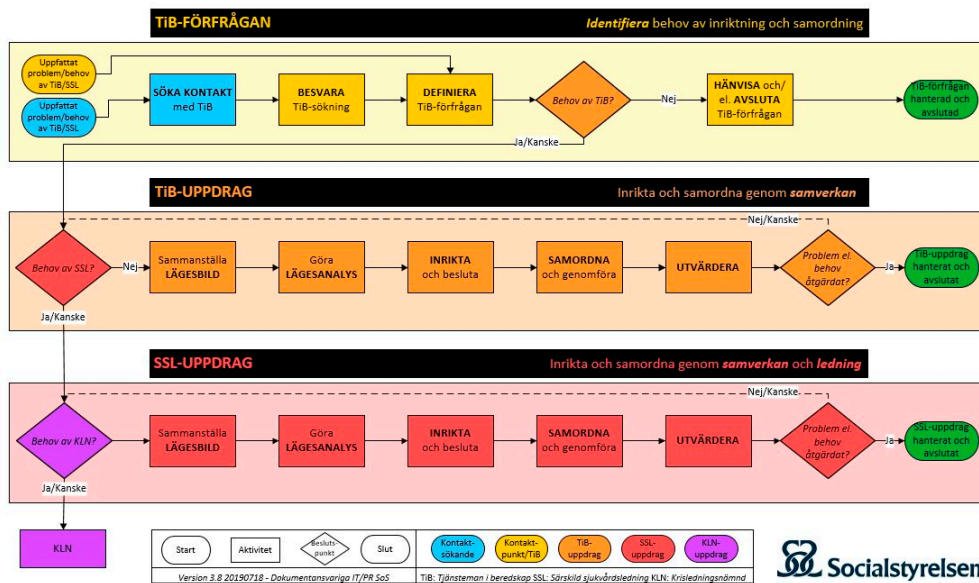 TiB-FÖRFRÅGAN
Identifiera behov av inriktning och samordning
Uppfattat
problem/behov
av TiB/SSL
Uppfattat
problem/behov
av TiB/SSL
SÖKA KONTAKT
med TiB
BESVARA
TiB-sökning
DEFINIERA
TiB-förfrågan
Behov av TiB?
Nej
HÄNVISA och/
el. AVSLUTA
TiB-förfrågan
TiB-förfrågan
hanterad och
avslutad
Ja/Kanske
TiB-UPPDRAG
Inrikta och samordna genom samverkan
Nej/Kanske
Behov av SSL?
Nej
Sammanställa
LÄGESBILD
Göra
LÄGESANALYS
INRIKTA
och besluta
SAMORDNA
och genomföra
UTVÄRDERA
Problem el.
behov
åtgärdat?
Ja
TiB-uppdrag
hanterat och
avslutat
Ja/Kanske
SSL-UPPDRAG
Inrikta och samordna genom samverkan och ledning
Nej/Kanske
Behov av KLN?
Sammanställa
LÄGESBILD
Göra
LÄGESANALYS
INRIKTA
och besluta
SAMORDNA
och genomföra
UTVÄRDERA
Problem el.
behov
åtgärdat?
Ja
SSL-uppdrag
hanterat och
avslutat
Ja/Kanske
KLN
Start
Aktivitet
Besluts-
punkt
Slut
Kontakt-
sökande
Kontakt-
punkt/TiB
TiB-
uppdrag
SSL-
uppdrag
KLN-
uppdrag
Version 3.8 20190718 - Dokumentansvariga IT/PR SoS
TiB: Tjänsteman i beredskap SSL: Särskild sjukvårdsledning KLN: Krisledningsnämnd
Socialstyrelsen